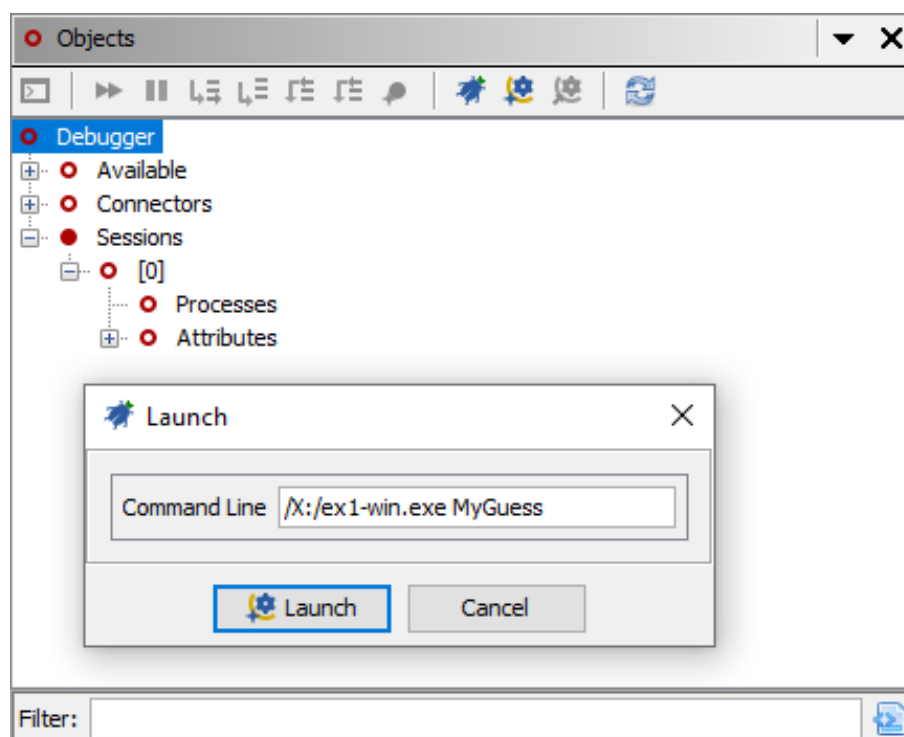 Objects
Debugger
Available
Connectors
Sessions
[0]
Processes
Attributes
Launch
Command Line /X:/ex1-win.exe MyGuess
Launch Cancel
Filter: